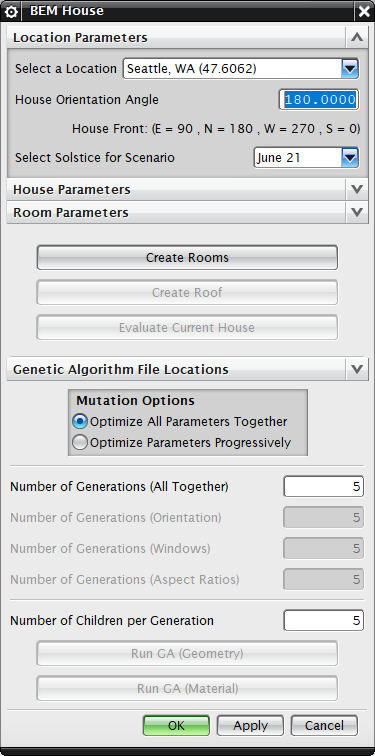 BEM House
Location Parameters
Select a Location Seattle, WA (47.6062)
House Orientation Angle 180.0000
House Front: (E = 90 , N = 180 , W = 270 , S = 0)
Select Solstice for Scenario June 21
House Parameters
Room Parameters
Create Rooms
Create Roof
Evaluate Current House
Genetic Algorithm File Locations
Mutation Options
Optimize All Parameters Together
Optimize Parameters Progressively
Number of Generations (All Together) 5
Number of Generations (Orientation) 5
Number of Generations (Windows) 5
Number of Generations (Aspect Ratios) 5
Number of Children per Generation 5
Run GA (Geometry)
Run GA (Material)
OK Apply Cancel